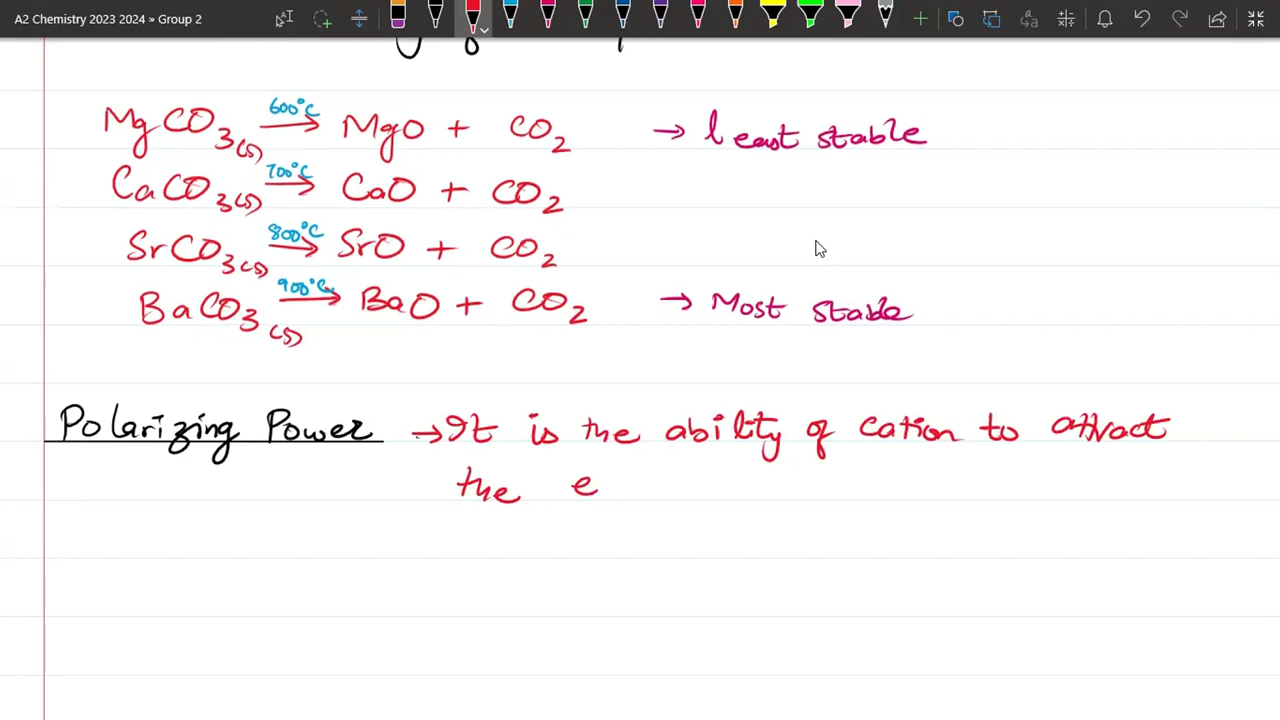 A2 Chemistry 2023 2024 » Group 2
MgCO₃(s) —600°C→ MgO + CO₂ → least stable
CaCO₃(s) —700°C→ CaO + CO₂
SrCO₃(s) —800°C→ SrO + CO₂
BaCO₃(s) —900°C→ BaO + CO₂ → Most stable
Polarizing Power → It is the ability of cation to attract
the e